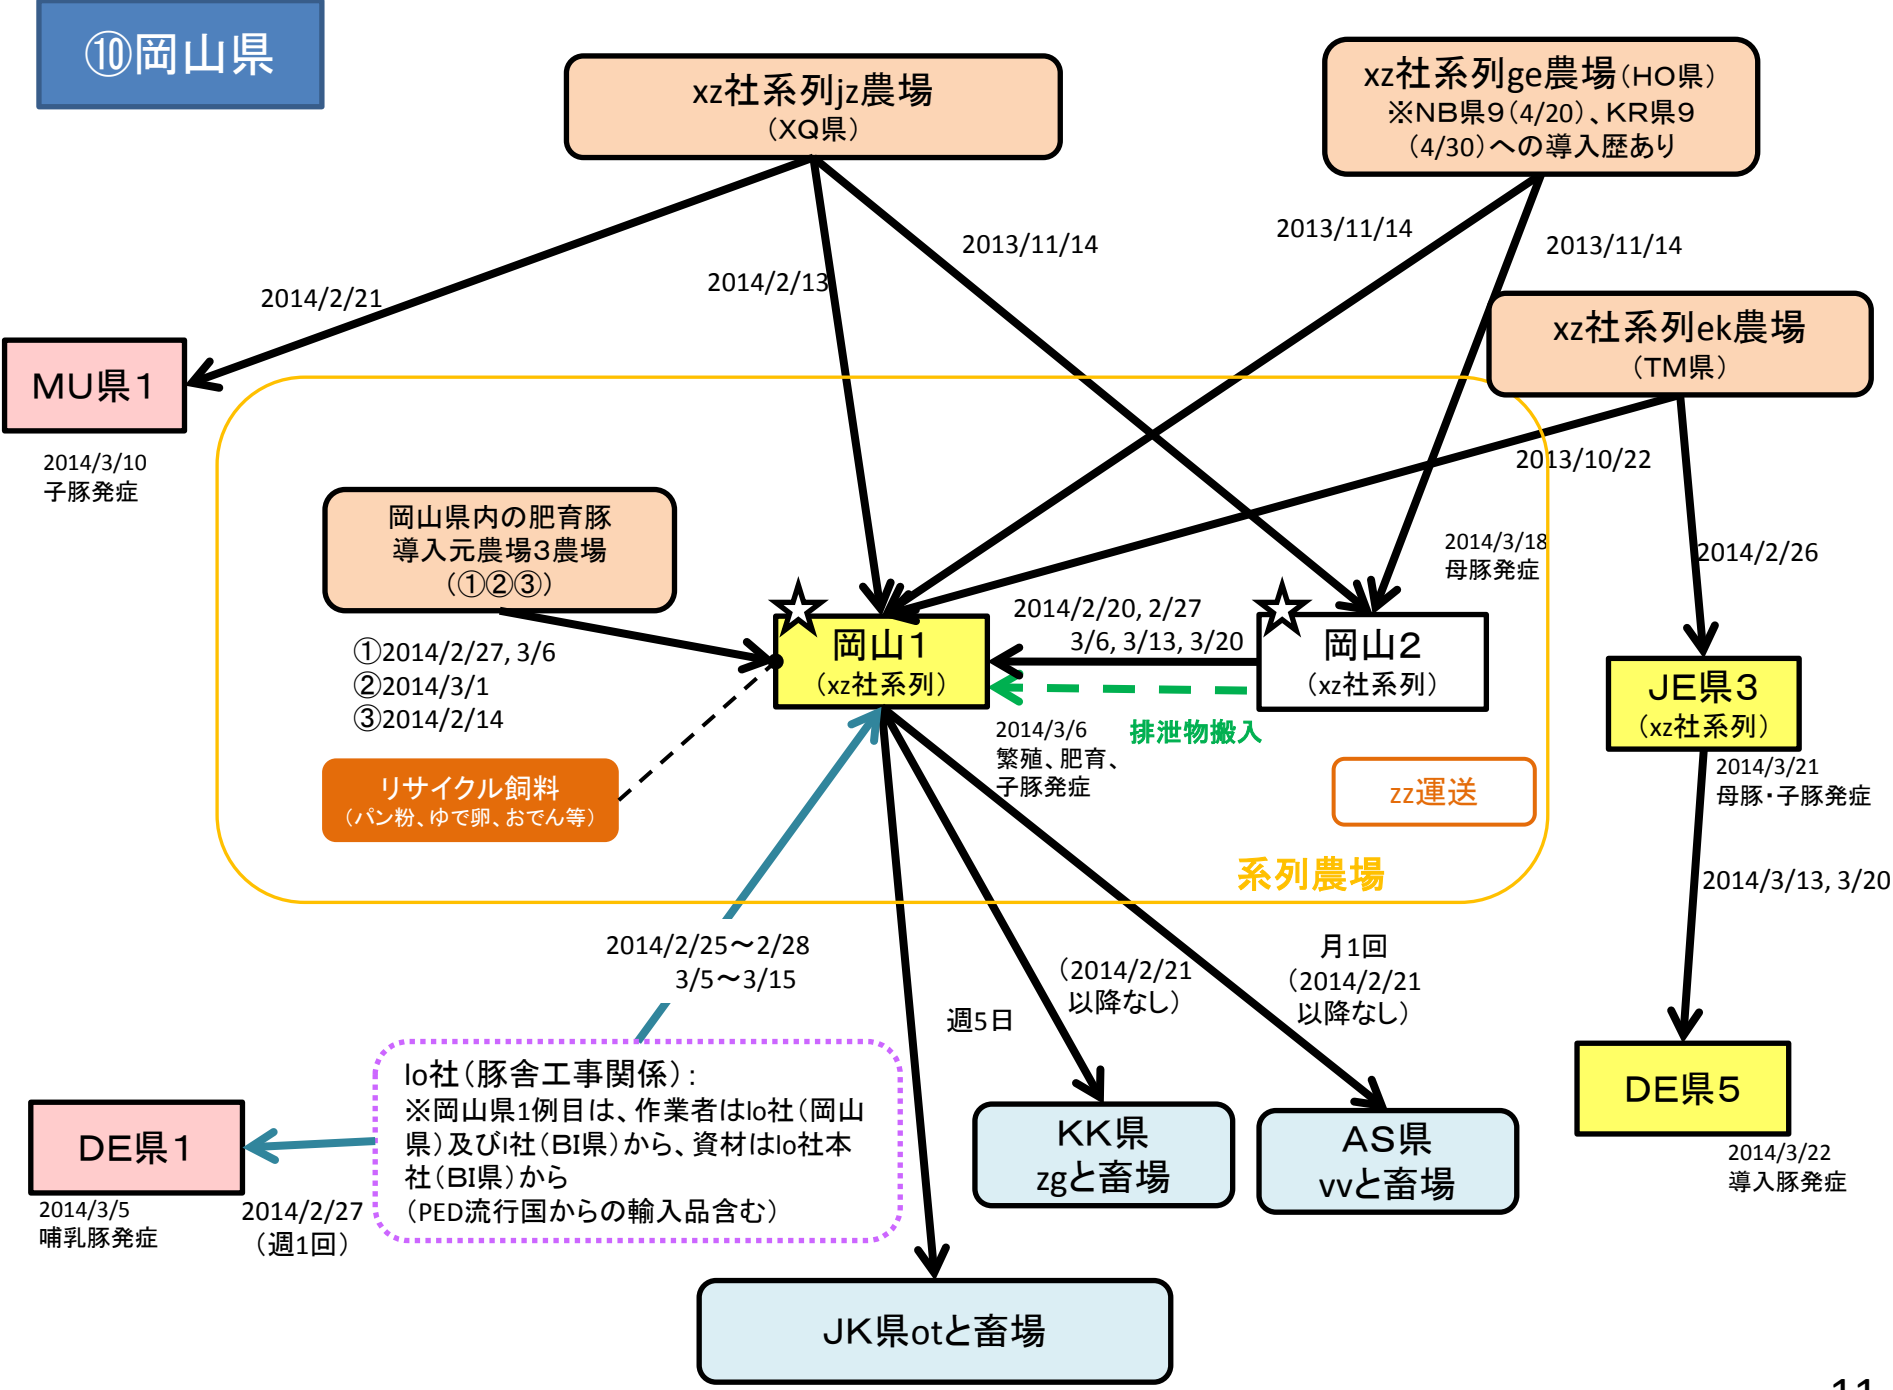 ⑩岡山県
xz社系列jz農場
（XQ県）
xz社系列ge農場（HO県）
※NB県９（4/20）、KR県９
（4/30）への導入歴あり
2013/11/14
2013/11/14
2013/11/14
2014/2/13
2014/2/21
xz社系列ek農場
（TM県）
MU県１
2014/3/10
子豚発症
2013/10/22
岡山県内の肥育豚
導入元農場３農場
（①②③）
2014/3/18
母豚発症
2014/2/26
2014/2/20, 2/27
3/6, 3/13, 3/20
岡山１
（xz社系列）
岡山２
（xz社系列）
①2014/2/27, 3/6
②2014/3/1
③2014/2/14
JE県３
（xz社系列）
2014/3/6
繁殖、肥育、
子豚発症
排泄物搬入
リサイクル飼料
（パン粉、ゆで卵、おでん等）
zz運送
2014/3/21
母豚・子豚発症
系列農場
2014/3/13, 3/20
2014/2/25～2/28
3/5～3/15
（2014/2/21
以降なし）
月1回
（2014/2/21
以降なし）
週5日
lo社（豚舎工事関係）：
※岡山県1例目は、作業者はlo社（岡山
県）及びl社（BI県）から、資材はlo社本
社（BI県）から
（PED流行国からの輸入品含む）
DE県５
2014/3/22
導入豚発症
DE県１
2014/3/5
哺乳豚発症
2014/2/27
（週1回）
KK県
zgと畜場
AS県
vvと畜場
JK県otと畜場
11